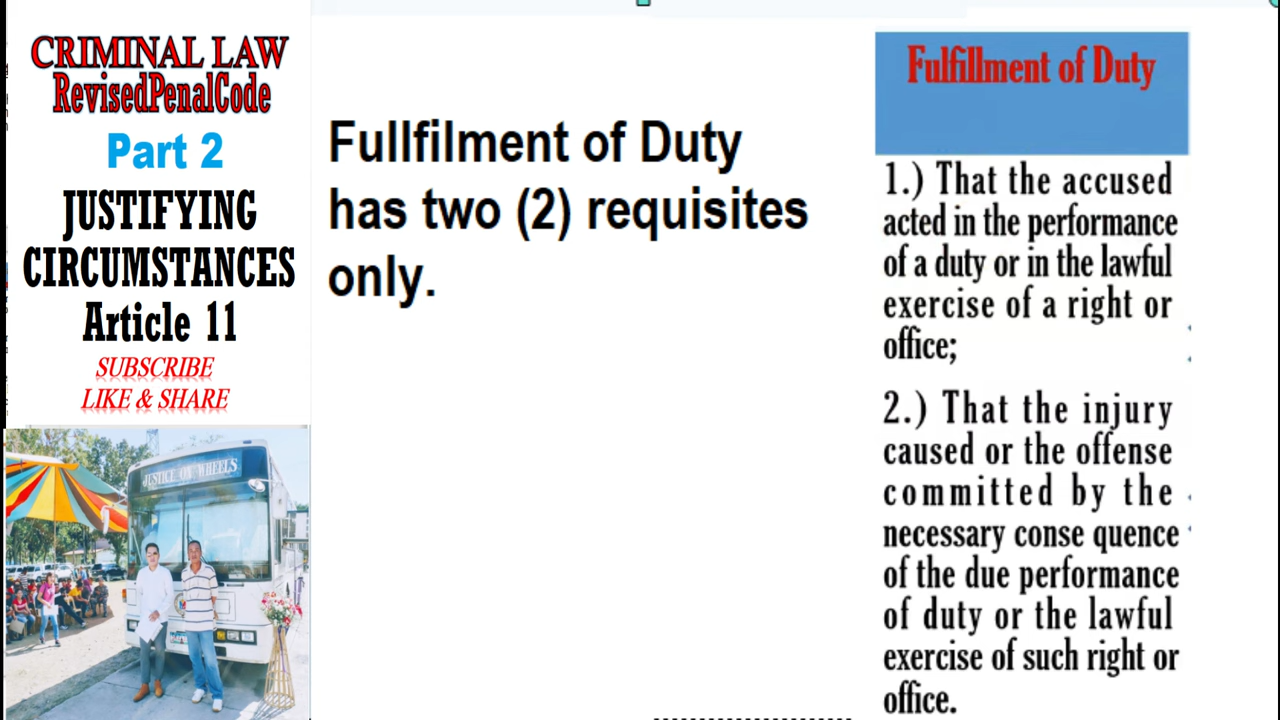 CRIMINAL LAW
RevisedPenalCode
Part 2
JUSTIFYING
CIRCUMSTANCES
Article 11
SUBSCRIBE
LIKE & SHARE
JUSTICE ON WHEELS
Fullfilment of Duty
has two (2) requisites
only.
Fulfillment of Duty
1.) That the accused
acted in the performance
of a duty or in the lawful
exercise of a right or
office;
2.) That the injury
caused or the offense
committed by the
necessary conse quence
of the due performance
of duty or the lawful
exercise of such right or
office.